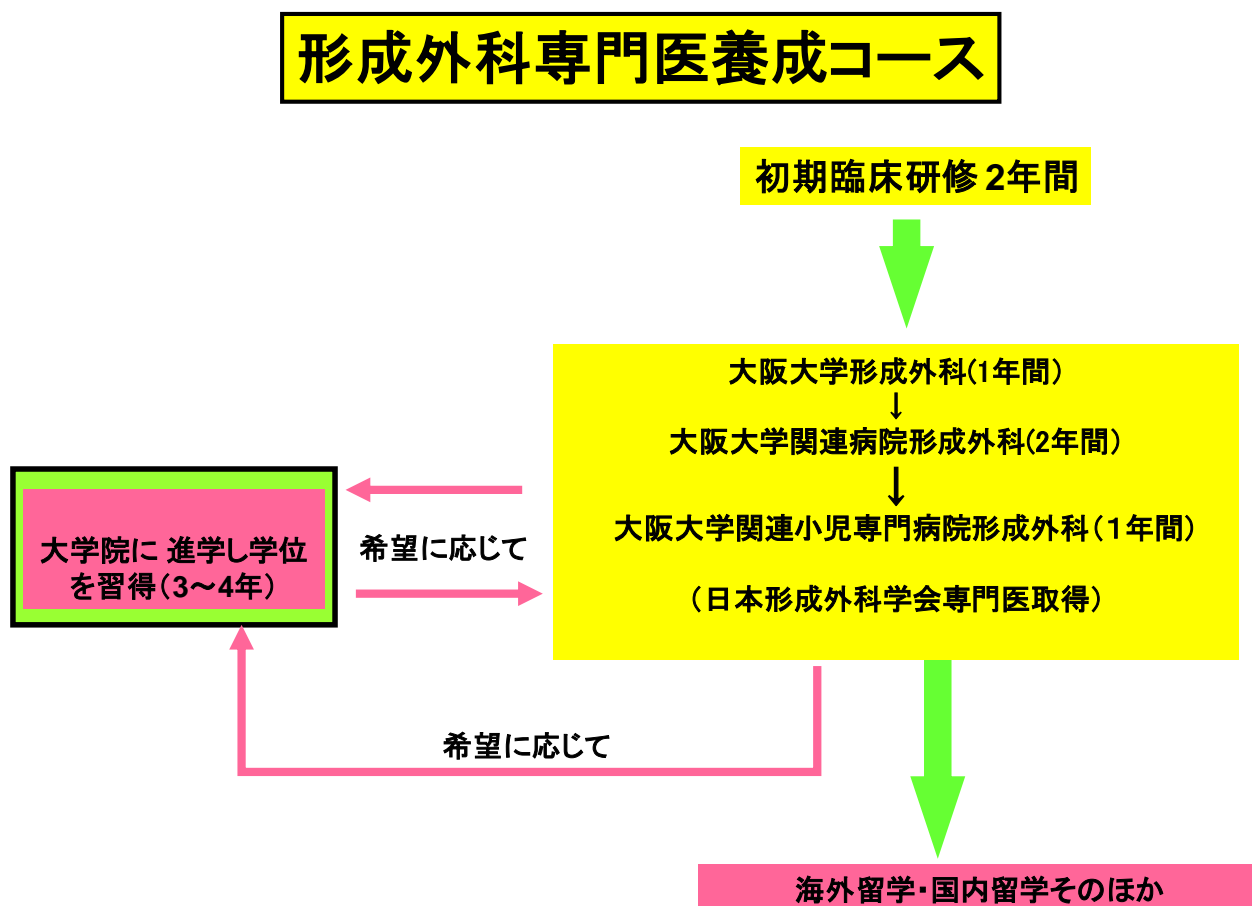 形成外科専門医養成コース
初期臨床研修 2年間
大阪大学形成外科(1年間)
↓
大阪大学関連病院形成外科(2年間)
↓
大阪大学関連小児専門病院形成外科(１年間)
(日本形成外科学会専門医取得)
大学院に 進学し学位
を習得(3～4年)
希望に応じて
希望に応じて
海外留学・国内留学そのほか